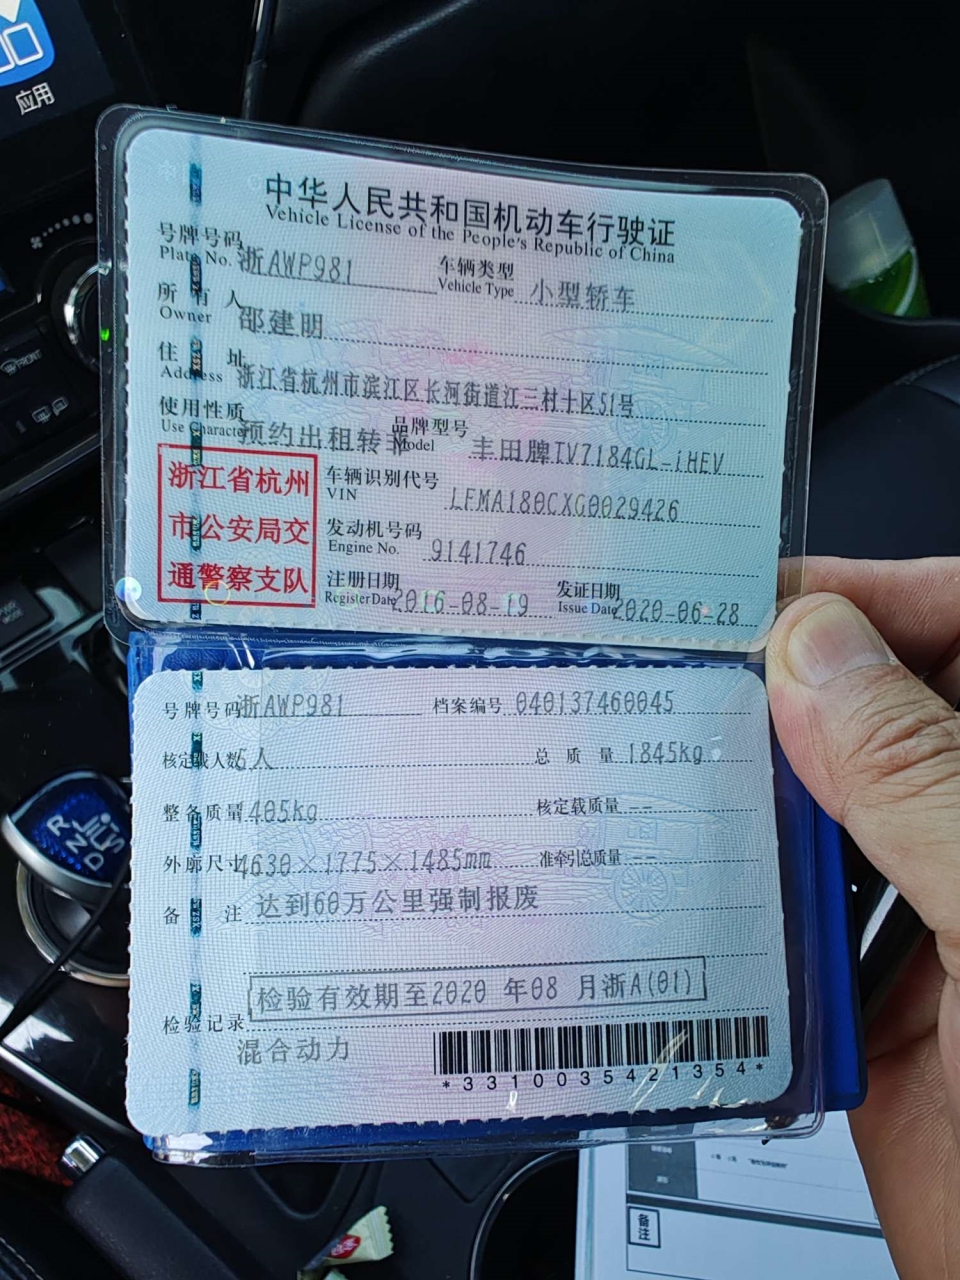 应用
中华人民共和国机动车行驶证
Vehicle License of the People's Republic of China
号牌号码 浙AWP981 车辆类型 小型轿车
Plate No. Vehicle Type
所有人 邵建明
Owner
住址 浙江省杭州市滨江区长河街道江三村十区51号
Address
使用性质 预约出租转非 品牌型号 丰田牌TV7184GL-iHEV
Use Character Model
浙江省杭州
市公安局交
通警察支队
车辆识别代号 LFMA180CXG0029426
VIN
发动机号码 9141746
Engine No.
注册日期 2016-08-19 发证日期 2020-06-28
Register Date Issue Date
号牌号码 浙AWP981 档案编号 040137460045
核定载人数 5人 总质量 1845kg
整备质量 405kg 核定载质量 --
外廓尺寸 4630×1775×1485mm 准牵引总质量 --
备注 达到60万公里强制报废
检验有效期至2020 年08 月浙A(01)
检验记录
混合动力
*3310035421354*
FRONT
R
N
D
备注